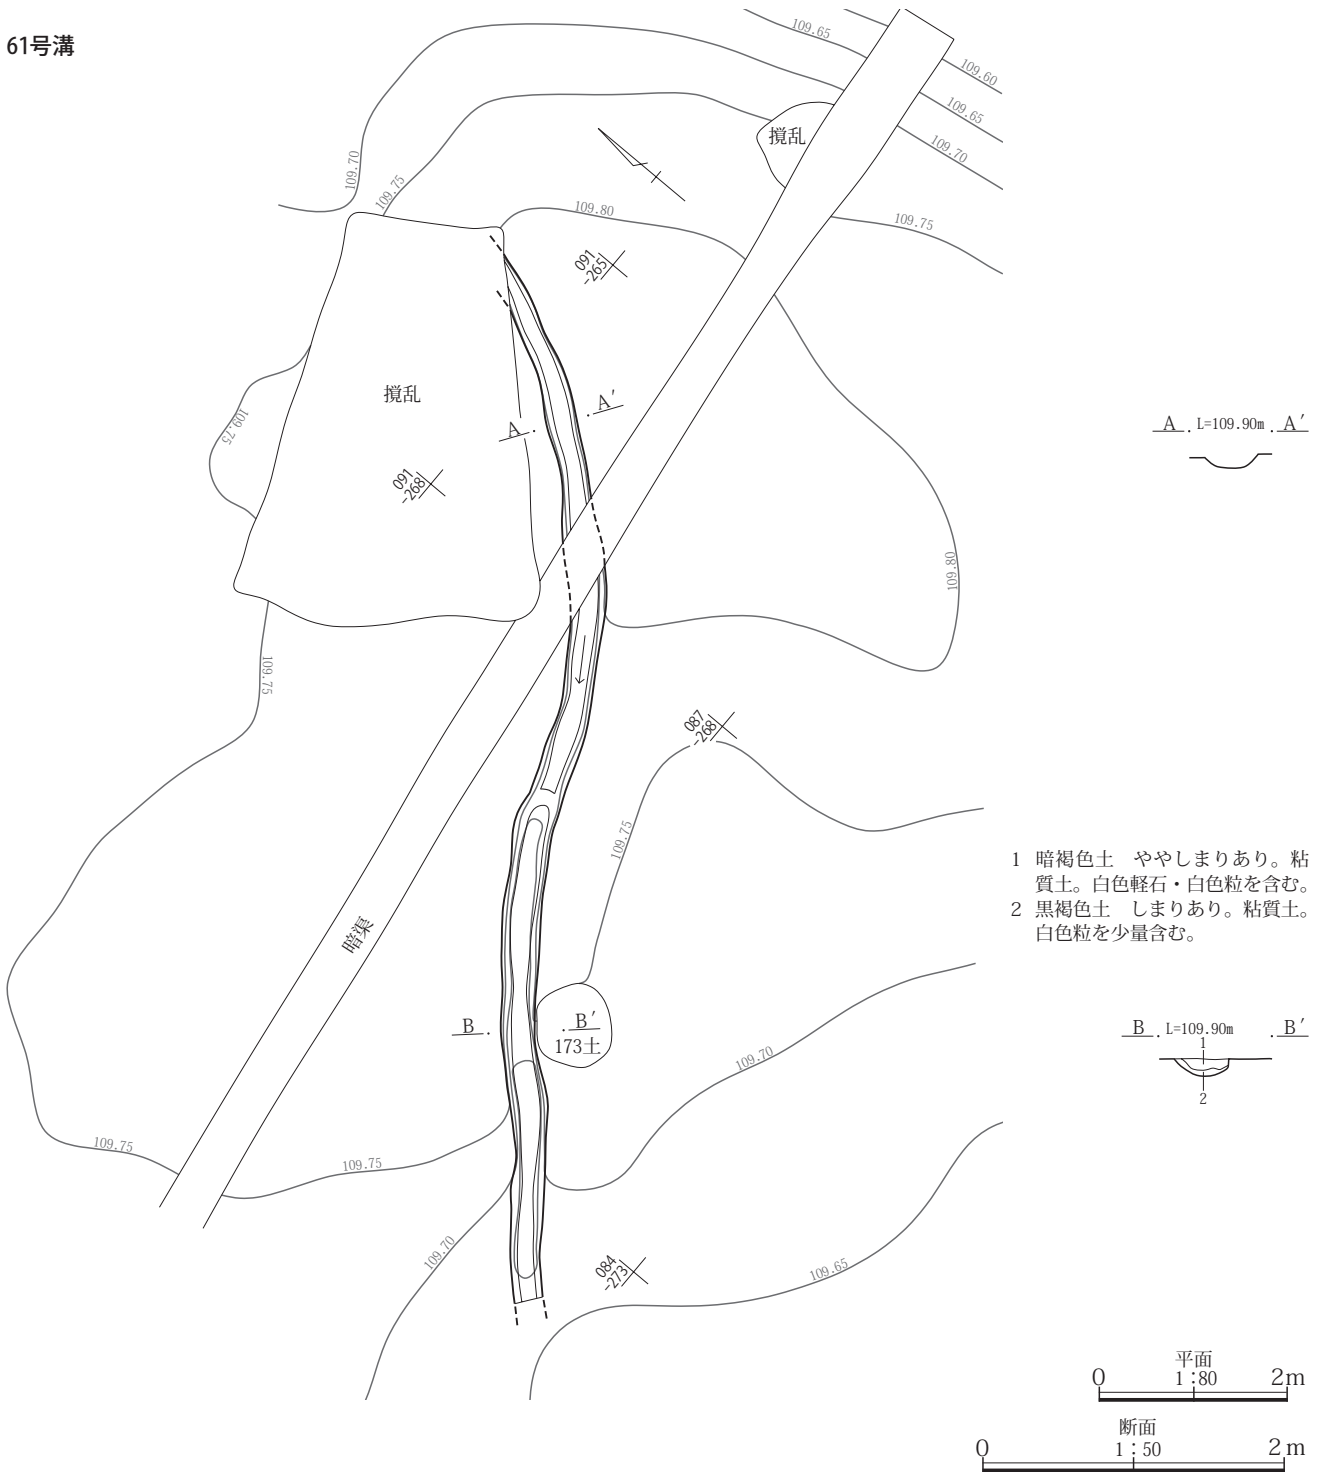 61号溝
109.65
109.60
109.65
109.70
109.75
撹乱
109.70
109.75
109.80
091
-265
撹乱
109.75
A
A′
091
-268
A L=109.90m A′
109.80
109.75
087
-268
109.75
1 暗褐色土 ややしまりあり。粘
質土。白色軽石・白色粒を含む。
2 黒褐色土 しまりあり。粘質土。
白色粒を少量含む。
暗渠
B
B′
173土
B L=109.90m B′
1
2
109.70
109.75
109.75
109.70
084
-273
109.65
平面
0 1:80 2m
断面
0 1:50 2m